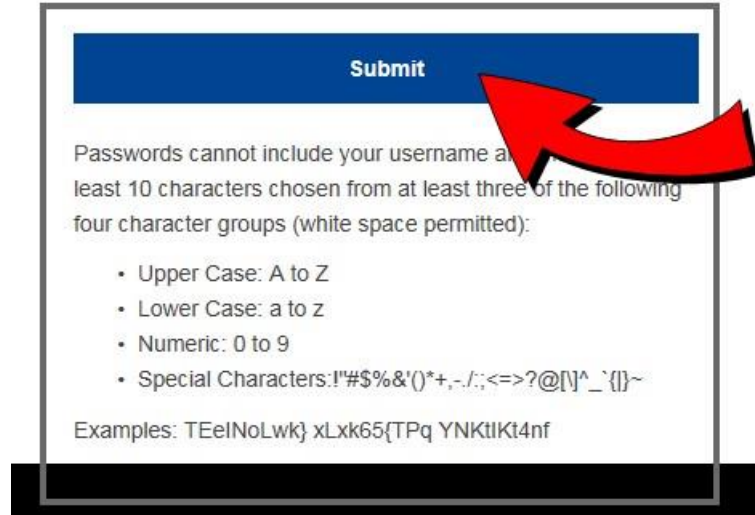 Submit
Passwords cannot include your username a
least 10 characters chosen from at least three of the following
four character groups (white space permitted):
• Upper Case: A to Z
• Lower Case: a to z
• Numeric: 0 to 9
• Special Characters:!"#$%&'()*+,-./:;<=>?@[\]^_`{|}~
Examples: TEeINoLwk} xLxk65{TPq YNKtIKt4nf